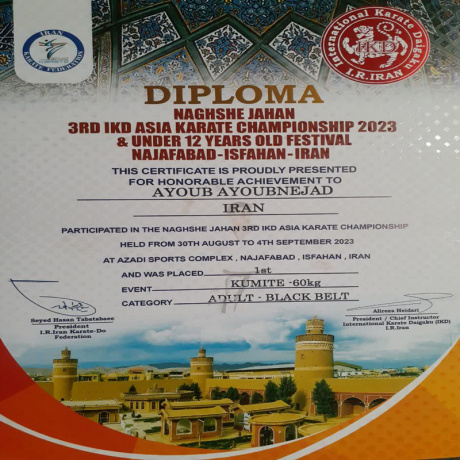 IRAN
KARATE FEDERATION
International Karate Daigaku
IKD
I.R.IRAN
DIPLOMA
NAGHSHE JAHAN
3RD IKD ASIA KARATE CHAMPIONSHIP 2023
& UNDER 12 YEARS OLD FESTIVAL
NAJAFABAD-ISFAHAN-IRAN
THIS CERTIFICATE IS PROUDLY PRESENTED
FOR HONORABLE ACHIEVEMENT TO
AYOUB AYOUBNEJAD
IRAN
PARTICIPATED IN THE NAGHSHE JAHAN 3RD IKD ASIA KARATE CHAMPIONSHIP
HELD FROM 30TH AUGUST TO 4TH SEPTEMBER 2023
AT AZADI SPORTS COMPLEX , NAJAFABAD , ISFAHAN , IRAN
AND WAS PLACED 1st
EVENT KUMITE -60kg
CATEGORY ADULT - BLACK BELT
Seyed Hasan Tabatabaee
President
I.R.Iran Karate-Do
Federation
Alireza Heidari
President / Chief Instructor
International Karate Daigaku (IKD)
I.R.Iran